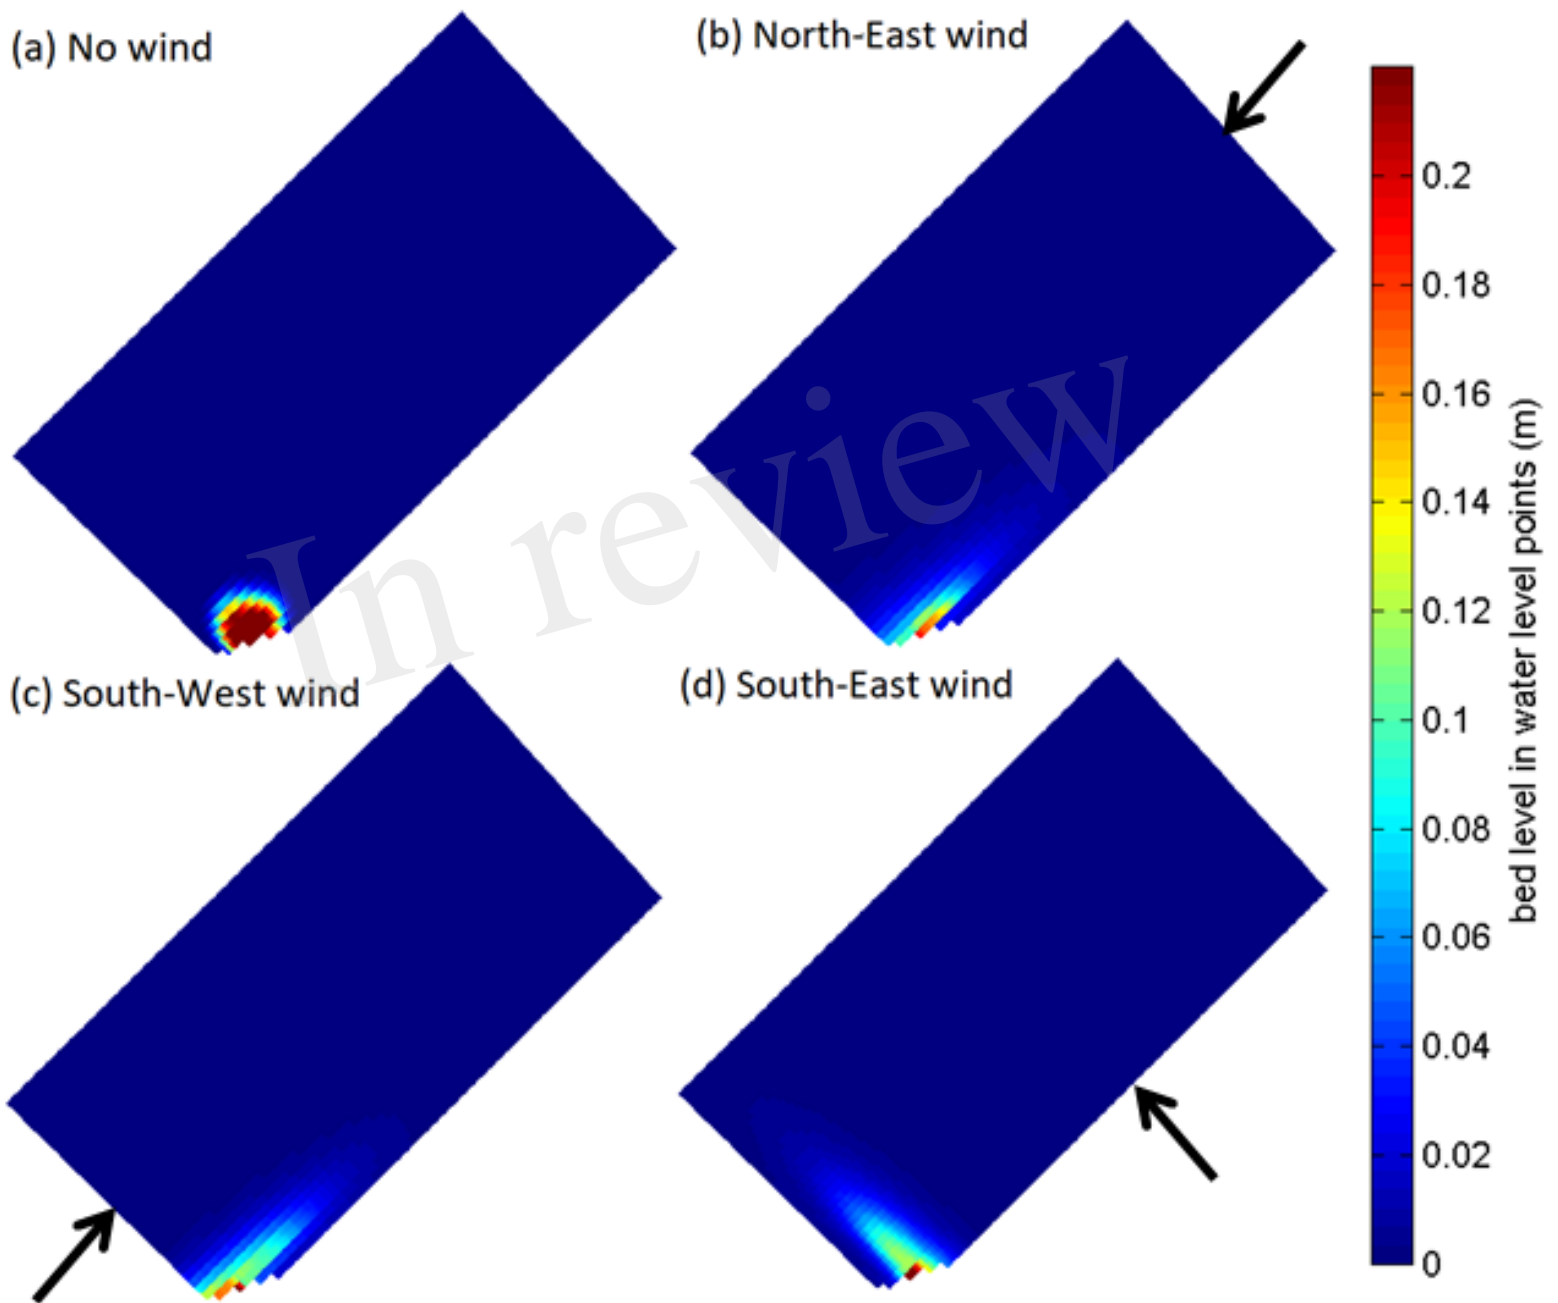 (a) No wind
(b) North-East wind
0.2
0.18
0.16
0.14
0.12
0.1
0.08
0.06
0.04
0.02
0
bed level in water level points (m)
In review
(c) South-West wind
(d) South-East wind